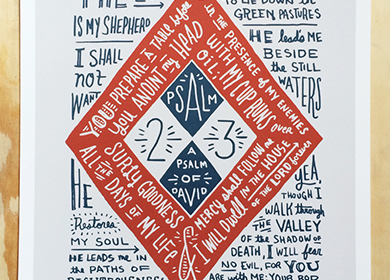 THE
IS MY SHEPHERD
I SHALL
NOT
WANT
TO LIE DOWN IN
GREEN PASTURES
HE leads ME
BESIDE
the STILL
WATERS
YOU PREPARE A TABLE before
in THE PRESENCE of MY ENEMIES
You ANOINT my HEAD
WITH OIL; MY CUP RUNS over
PSALM
23
A
PSALM
OF
DAVID
SURELY GOODNESS &
MERCY shall FOLLOW me
ALL THE DAYS OF MY LIFE
I WILL DWELL IN THE HOUSE
OF THE LORD forever
Restores
MY SOUL
HE LEADS ME IN
THE PATHS OF
YEA,
THOUGH I
WALK through
THE VALLEY
OF the SHADOW OF
DEATH, I WILL fear
NO EVIL, FOR YOU
ARE with ME; YOUR ROD